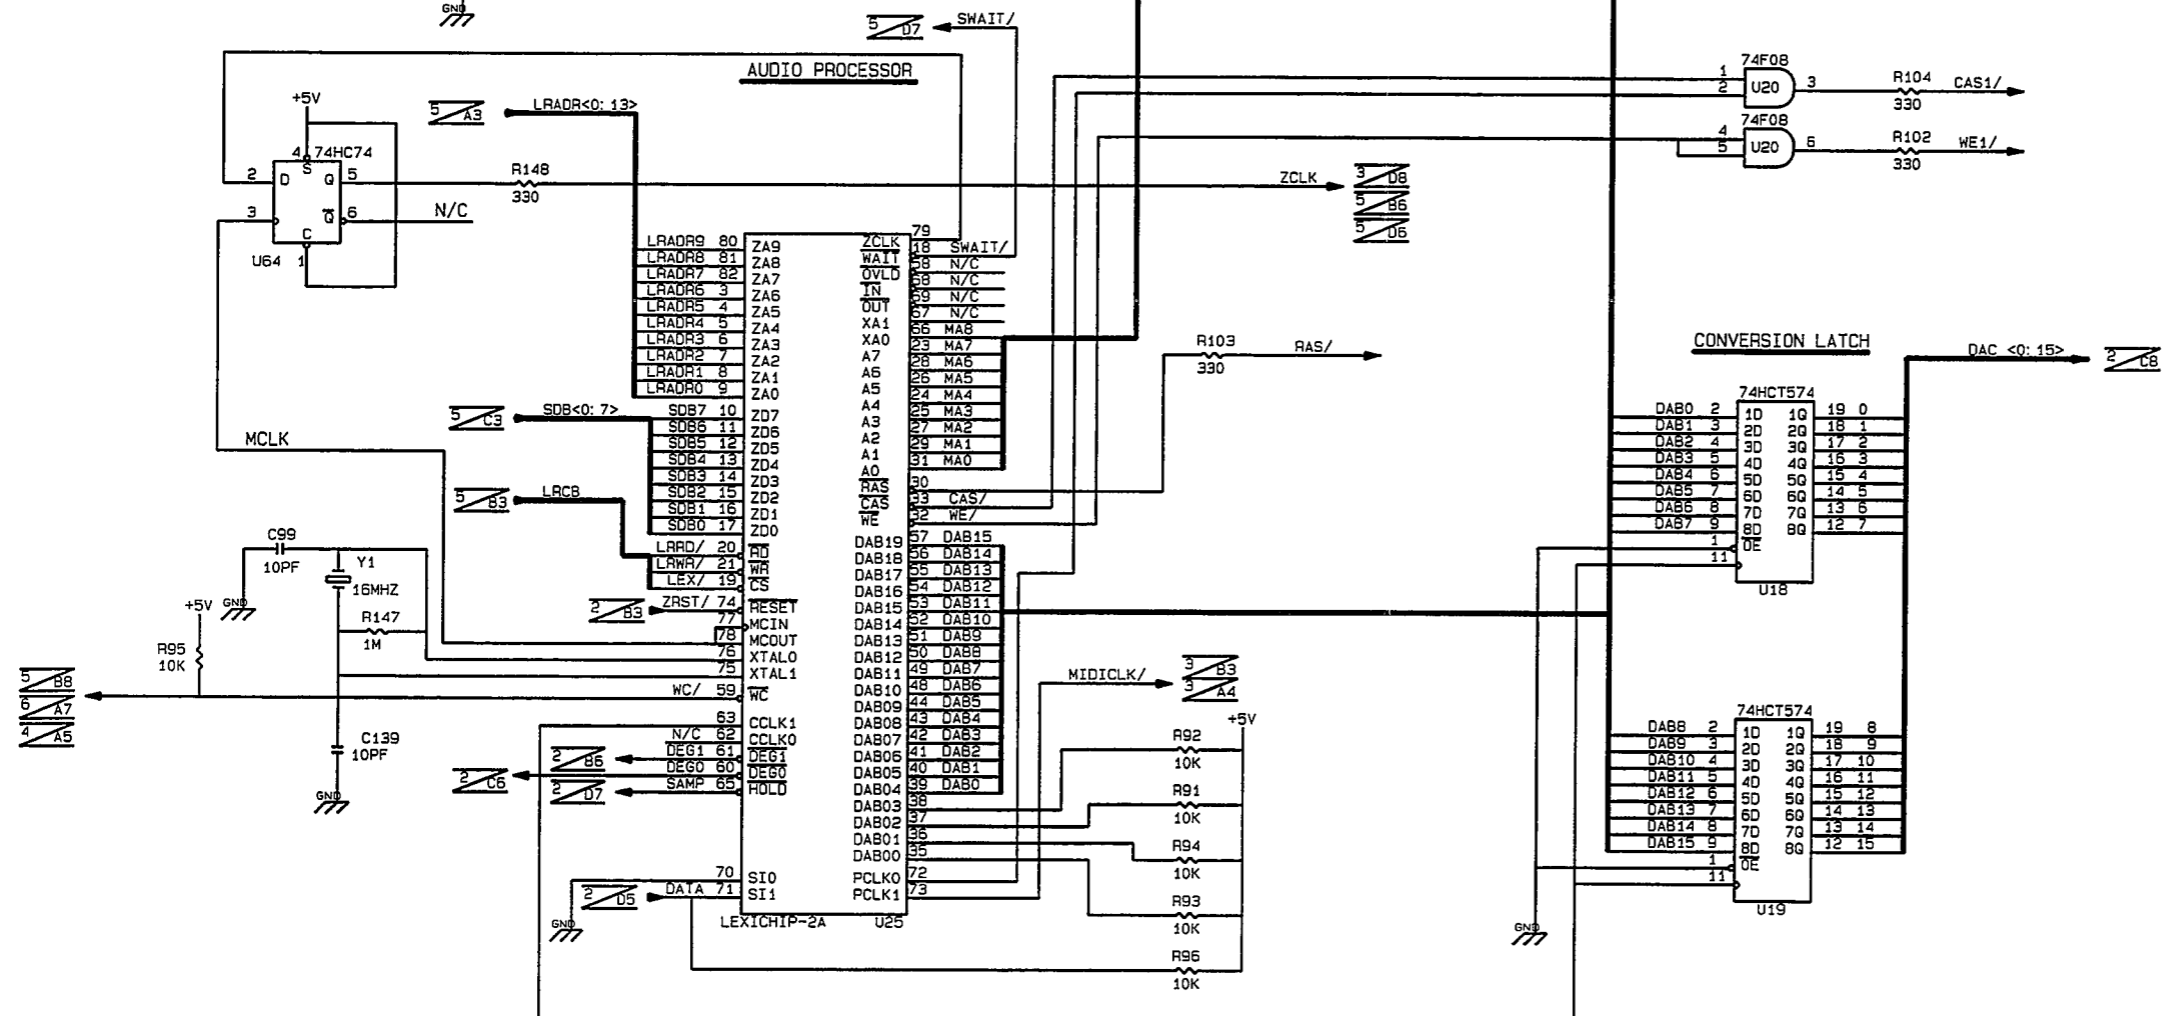 GND
5 D7
SWAIT/
AUDIO PROCESSOR
+5V
5 A3
LRADR<0: 13>
4 74HC74
S
2 D Q 5
3 Q 6 N/C
C
U64 1
R148
330
ZCLK
3 D8
5 B6
5 D6
74F08
1
2 U20 3
R104
330
CAS1/
74F08
4
5 U20 6
R102
330
WE1/
LRADR9 80 ZA9
LRADR8 81 ZA8
LRADR7 82 ZA7
LRADR6 3 ZA6
LRADR5 4 ZA5
LRADR4 5 ZA4
LRADR3 6 ZA3
LRADR2 7 ZA2
LRADR1 8 ZA1
LRADR0 9 ZA0
5 C3
SDB<0: 7>
SDB7 10 ZD7
SDB6 11 ZD6
SDB5 12 ZD5
SDB4 13 ZD4
SDB3 14 ZD3
SDB2 15 ZD2
SDB1 16 ZD1
SDB0 17 ZD0
MCLK
5 B3
LRCB
LRRD/ 20 RD
LRWR/ 21 WR
LEX/ 19 CS
2 B3
ZRST/ 74 RESET
77 MCIN
78 MCOUT
76 XTAL0
75 XTAL1
WC/ 59 WC
63 CCLK1
N/C 62 CCLK0
2 B6
DEG1 61 DEG1
2 C6
DEG0 60 DEG0
2 D7
SAMP 65 HOLD
70 SI0
2 D5
DATA 71 SI1
GND
LEXICHIP-2A U25
C99
10PF
Y1
16MHZ
GND
+5V
R147
1M
R95
10K
5 B8
6 A7
4 A5
C139
10PF
GND
ZCLK 79
WAIT 18 SWAIT/
OVLD 58 N/C
IN 68 N/C
OUT 69 N/C
XA1 67 N/C
XA0 66 MA8
A7 23 MA7
A6 28 MA6
A5 26 MA5
A4 24 MA4
A3 25 MA3
A2 27 MA2
A1 29 MA1
A0 31 MA0
RAS 30
CAS 33 CAS/
WE 32 WE/
DAB19 57 DAB15
DAB18 56 DAB14
DAB17 55 DAB13
DAB16 54 DAB12
DAB15 53 DAB11
DAB14 52 DAB10
DAB13 51 DAB9
DAB12 50 DAB8
DAB11 49 DAB7
DAB10 48 DAB6
DAB09 44 DAB5
DAB08 43 DAB4
DAB07 42 DAB3
DAB06 41 DAB2
DAB05 40 DAB1
DAB04 39 DAB0
DAB03 38
DAB02 37
DAB01 36
DAB00 35
PCLK0 72
PCLK1 73
R103
330
RAS/
MIDICLK/
3 B3
3 A4
+5V
R92
10K
R91
10K
R94
10K
R93
10K
R96
10K
CONVERSION LATCH
DAC <0: 15>
2 C8
74HCT574
DAB0 2 1D 1Q 19 0
DAB1 3 2D 2Q 18 1
DAB2 4 3D 3Q 17 2
DAB3 5 4D 4Q 16 3
DAB4 6 5D 5Q 15 4
DAB5 7 6D 6Q 14 5
DAB6 8 7D 7Q 13 6
DAB7 9 8D 8Q 12 7
1 OE
11
U18
74HCT574
DAB8 2 1D 1Q 19 8
DAB9 3 2D 2Q 18 9
DAB10 4 3D 3Q 17 10
DAB11 5 4D 4Q 16 11
DAB12 6 5D 5Q 15 12
DAB13 7 6D 6Q 14 13
DAB14 8 7D 7Q 13 14
DAB15 9 8D 8Q 12 15
1 OE
11
U19
GND